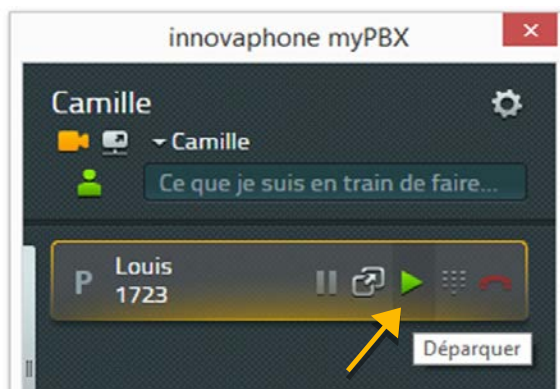 innovaphone myPBX
Camille
Camille
Ce que je suis en train de faire...
P
Louis
1723
Déparquer